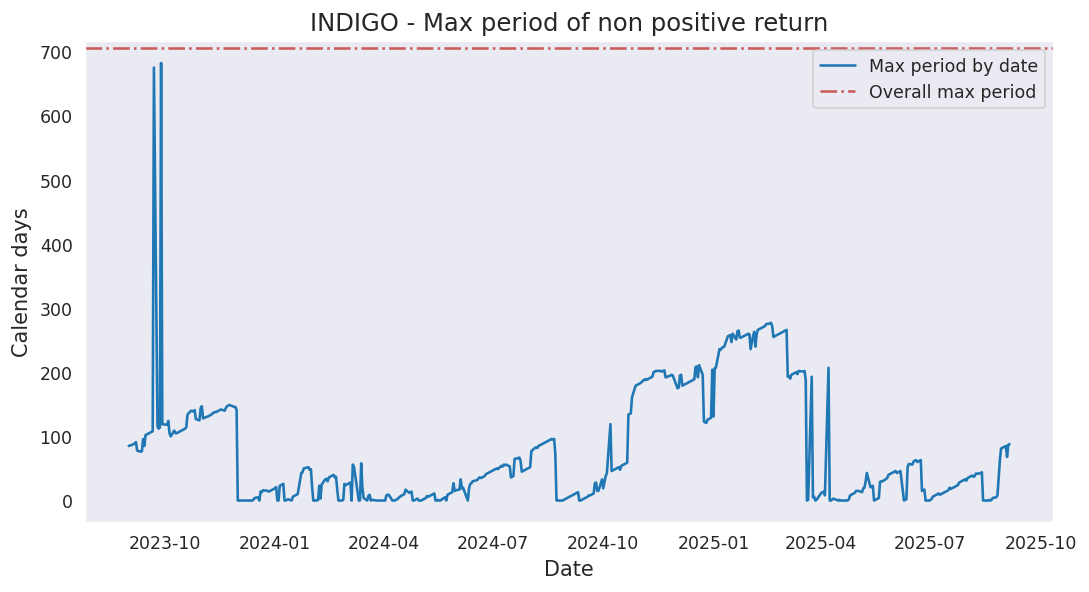 INDIGO - Max period of non positive return
Calendar days
700
600
500
400
300
200
100
0
Max period by date
Overall max period
2023-10 2024-01 2024-04 2024-07 2024-10 2025-01 2025-04 2025-07 2025-10
Date